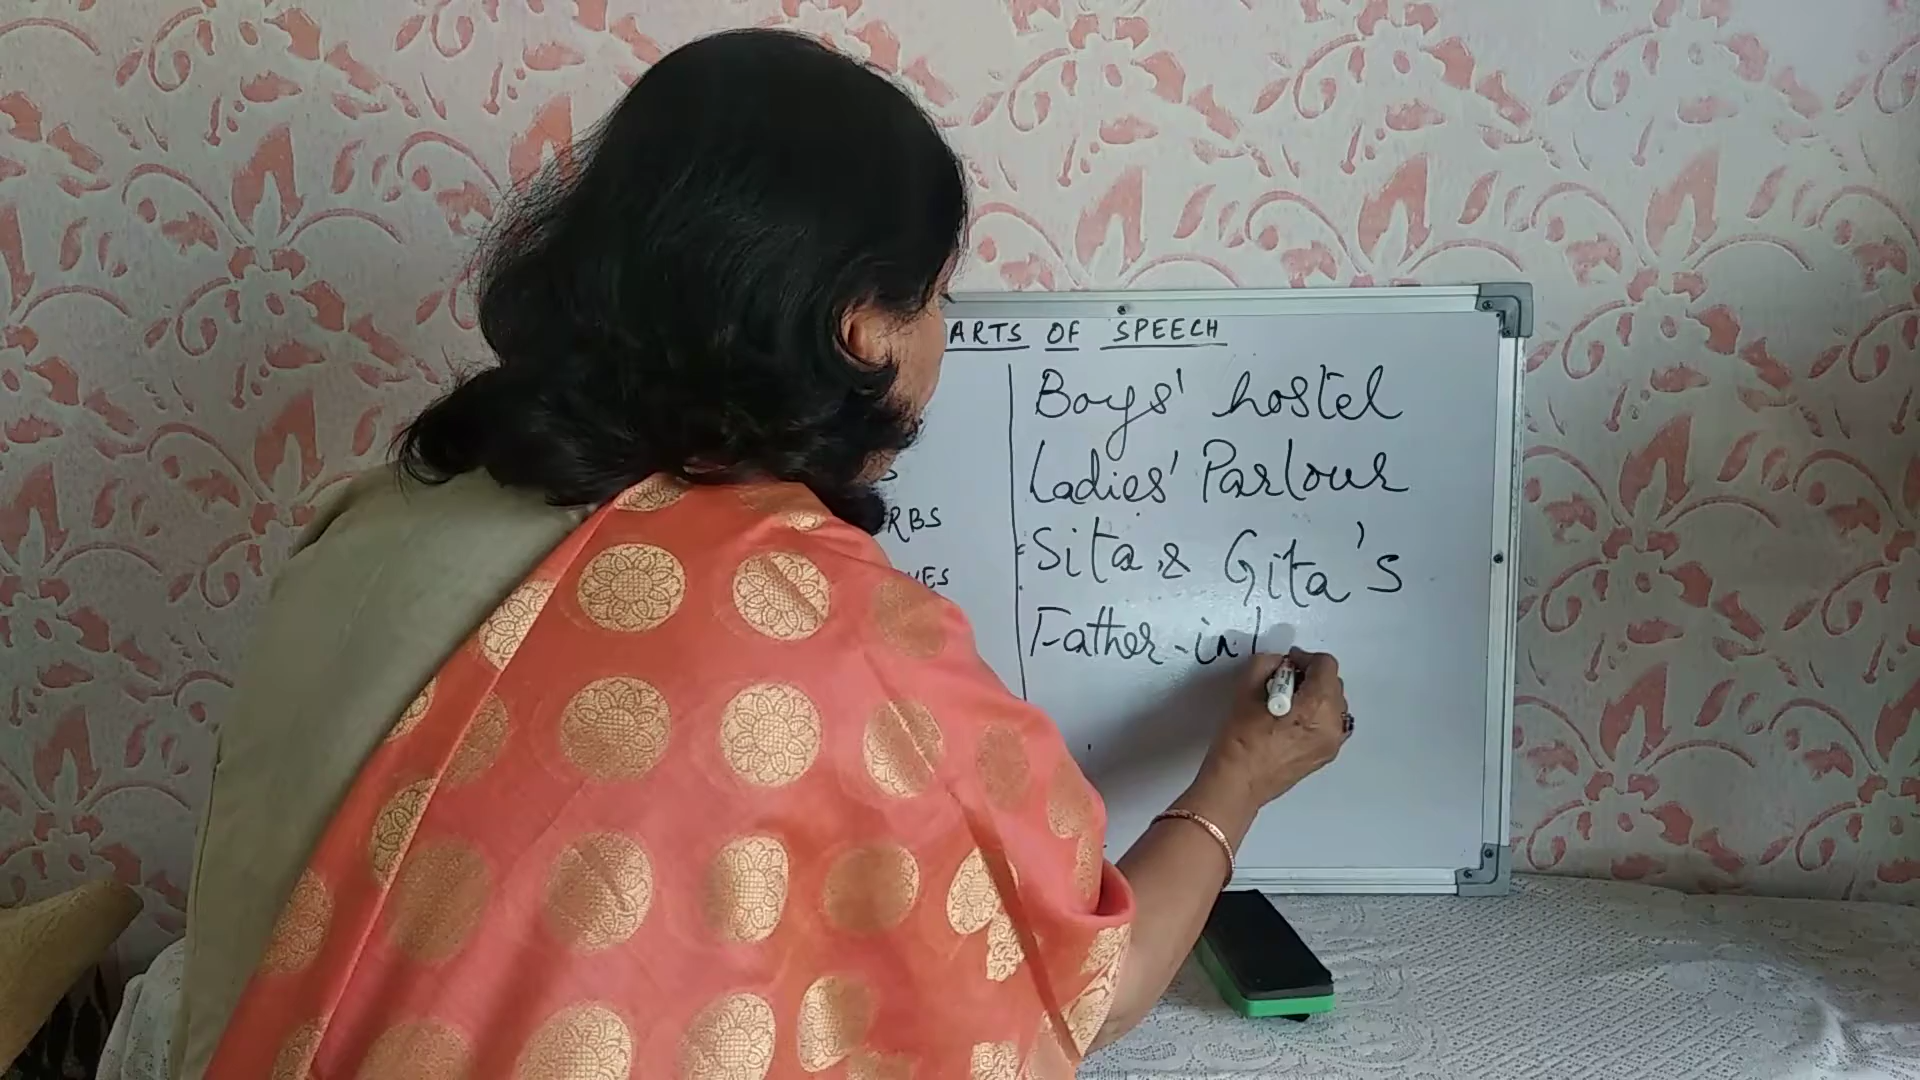 ARTS OF SPEECH
S
RBS
VES
Boys' hostel
Ladies' Parlour
Sita & Gita's
Father-in l